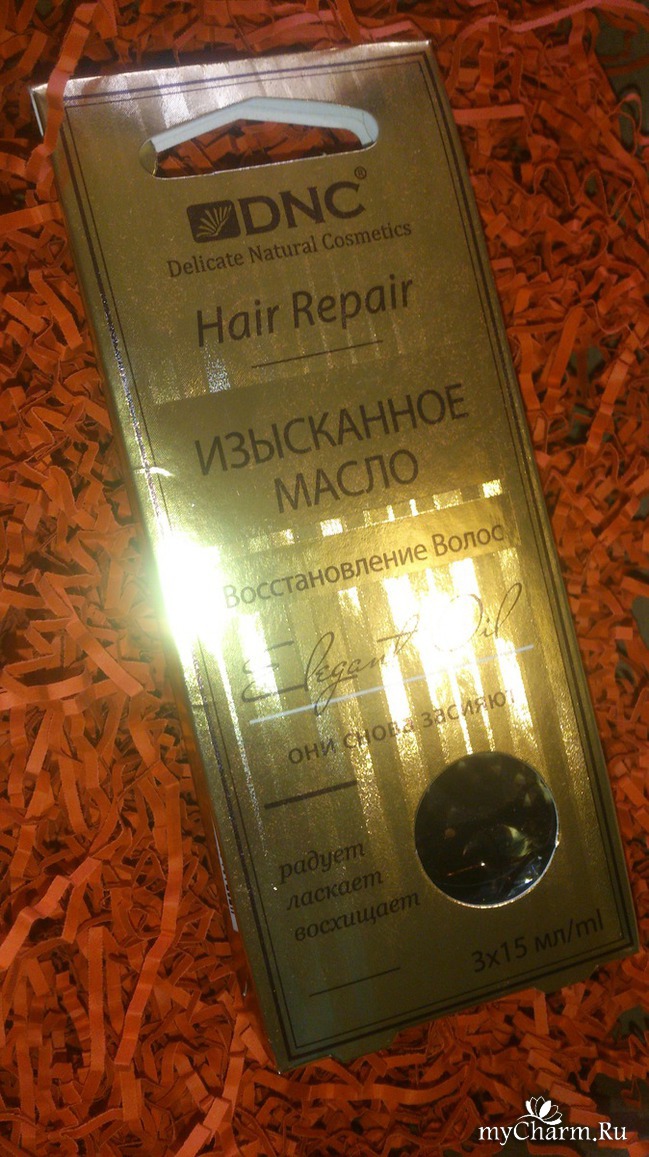 DNC®
Delicate Natural Cosmetics
Hair Repair
ИЗЫСКАННОЕ
МАСЛО
Восстановление Волос
Elegant Oil
они снова засияют
радует
ласкает
восхищает
3х15 мл/ml
myCharm.Ru